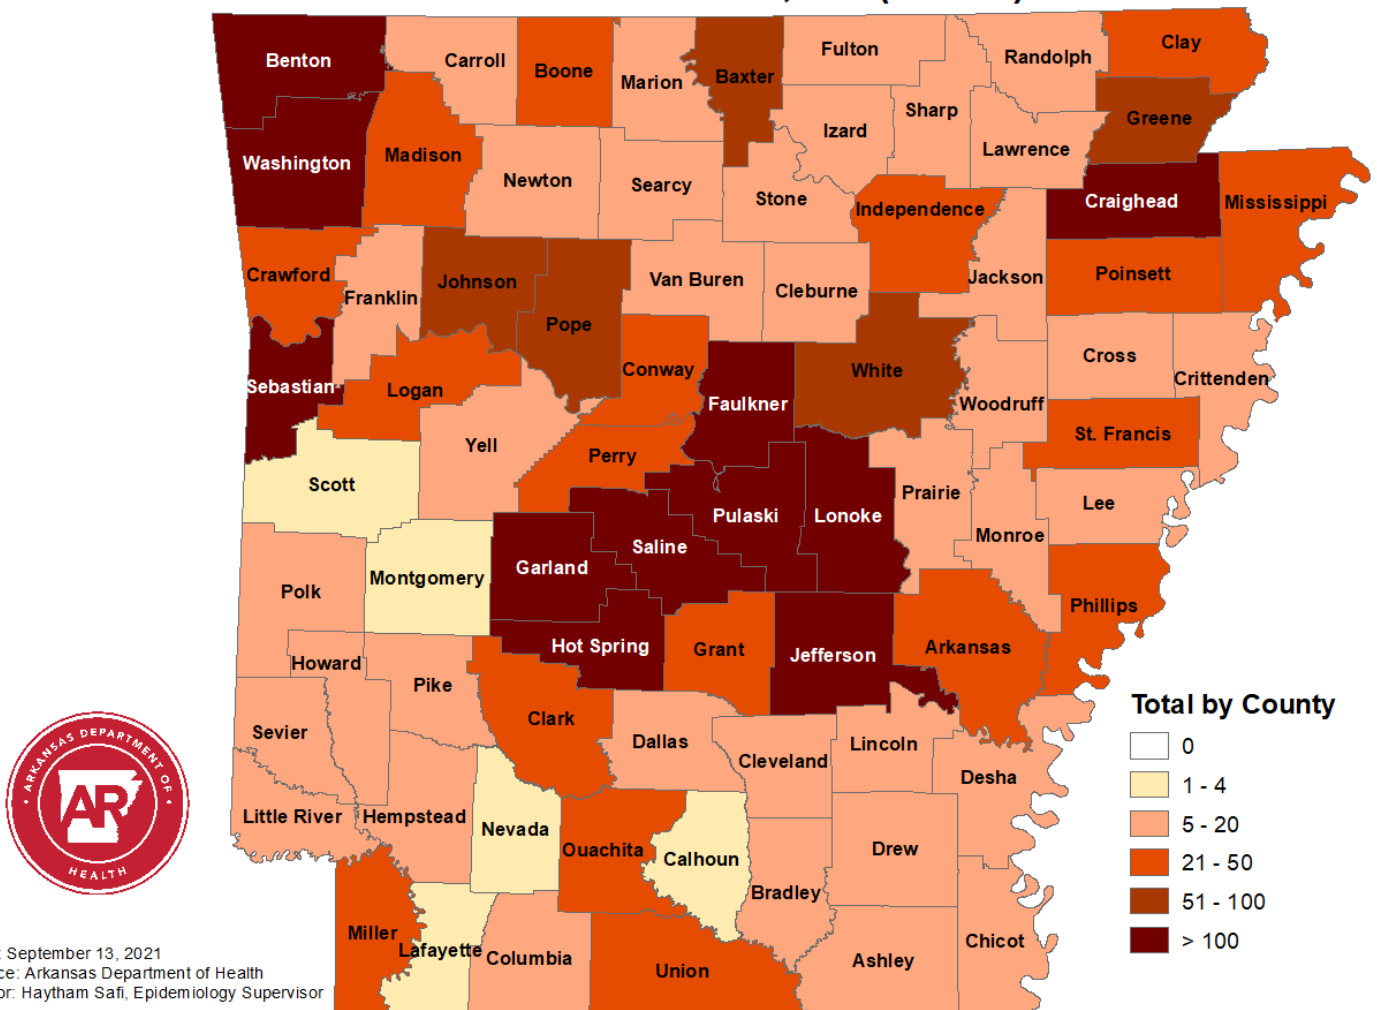 Benton
Carroll
Boone
Marion
Baxter
Fulton
Randolph
Clay
Sharp
Greene
Izard
Lawrence
Washington
Madison
Newton
Searcy
Stone
Independence
Craighead
Mississippi
Crawford
Franklin
Johnson
Pope
Van Buren
Cleburne
Jackson
Poinsett
Sebastian
Logan
Conway
Faulkner
White
Woodruff
Cross
Crittenden
St. Francis
Yell
Perry
Scott
Pulaski
Lonoke
Prairie
Lee
Monroe
Saline
Garland
Montgomery
Polk
Phillips
Hot Spring
Grant
Jefferson
Arkansas
Howard
Pike
Clark
Sevier
Dallas
Cleveland
Lincoln
Desha
Little River
Hempstead
Nevada
Ouachita
Calhoun
Drew
Bradley
Miller
Lafayette
Columbia
Union
Ashley
Chicot
Total by County
0
1 - 4
5 - 20
21 - 50
51 - 100
> 100
ARKANSAS DEPARTMENT OF
AR
HEALTH
: September 13, 2021
ce: Arkansas Department of Health
or: Haytham Safi, Epidemiology Supervisor